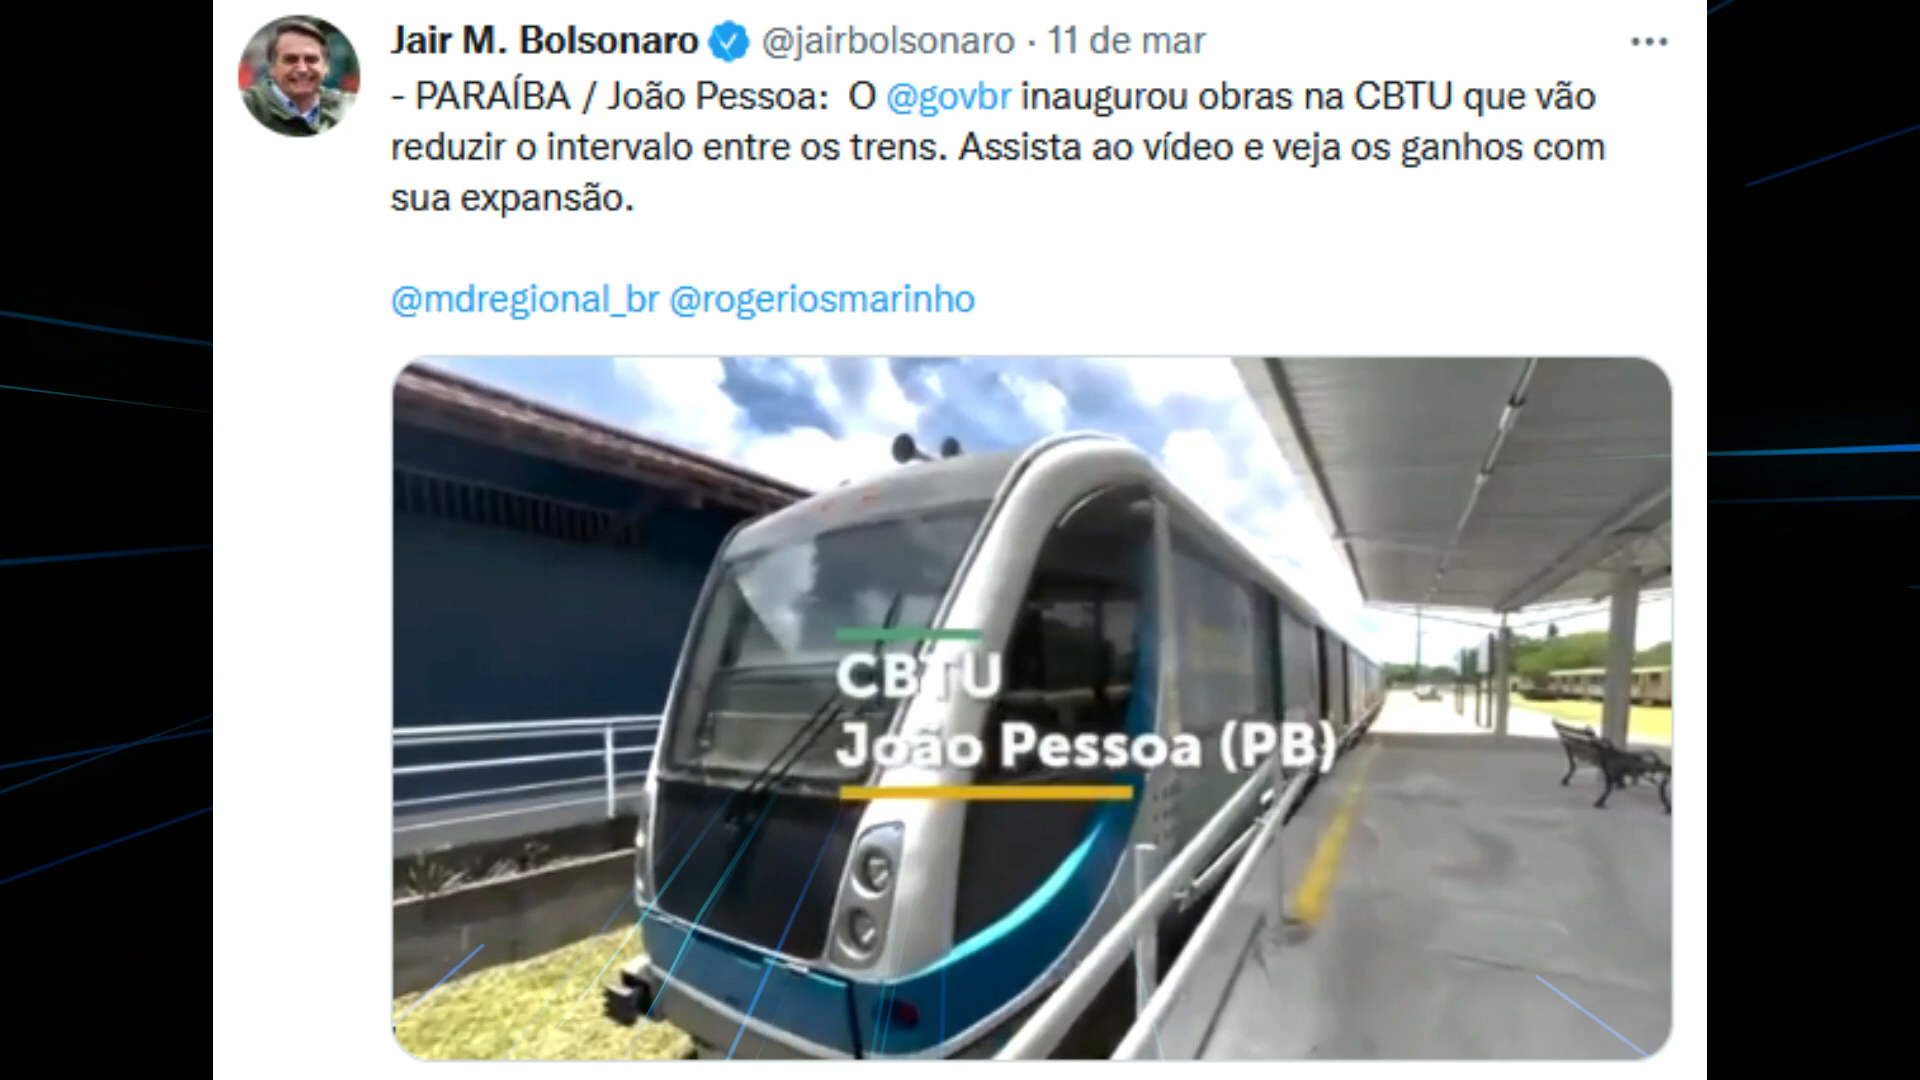 Jair M. Bolsonaro @jairbolsonaro · 11 de mar
- PARAÍBA / João Pessoa: O @govbr inaugurou obras na CBTU que vão
reduzir o intervalo entre os trens. Assista ao vídeo e veja os ganhos com
sua expansão.
@mdregional_br @rogeriosmarinho
CBTU
João Pessoa (PB)